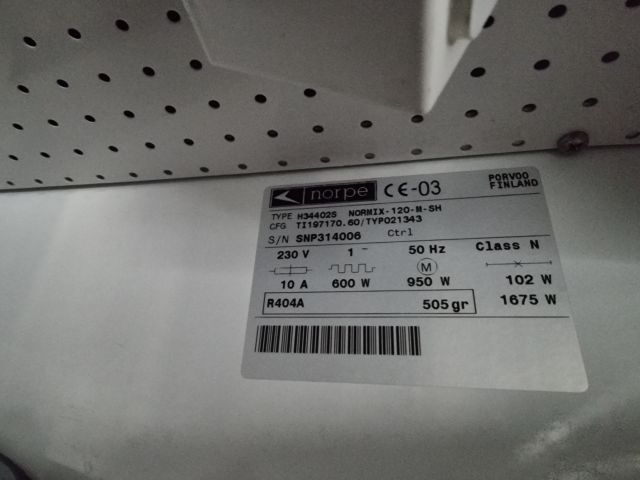 norpe CE-03 PORVOO
FINLAND
TYPE H34402S NORMIX-120-M-SH
CFG TI197170.60/TYP021343
S/N SNP314006 Ctrl
230 V 1~ 50 Hz Class N
M
10 A 600 W 950 W 102 W
R404A 505 gr 1675 W